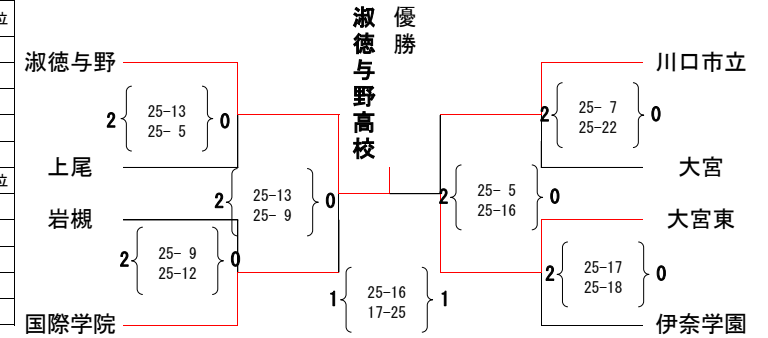 位
位
優勝
淑徳与野高校
淑徳与野
上尾
岩槻
国際学院
川口市立
大宮
大宮東
伊奈学園
2 25-13 0
25- 5
2 25- 9 0
25-12
2 25-13 0
25- 9
1 25-16 1
17-25
2 25- 5 0
25-16
2 25- 7 0
25-22
2 25-17 0
25-18